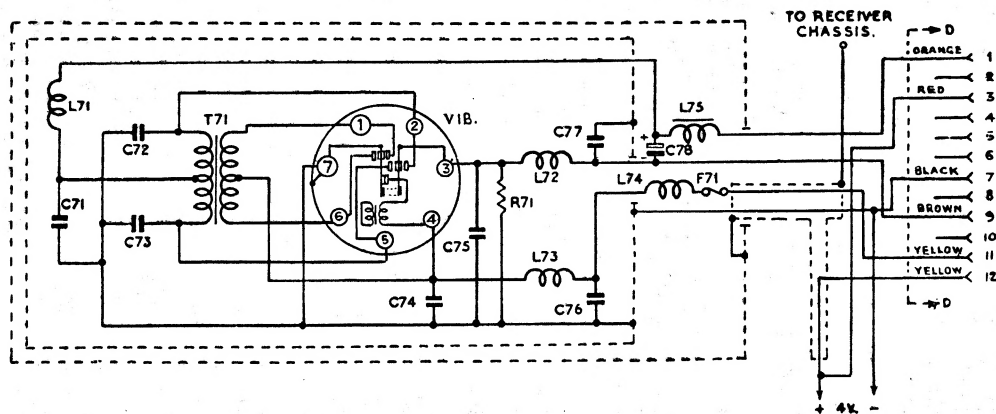 TO RECEIVER
CHASSIS.
D
ORANGE 1
2
RED 3
4
5
6
BLACK 7
8
BROWN 9
10
YELLOW 11
YELLOW 12
D
L71
C72
T71
1
2
VIB.
7
3
6
4
5
C71
C73
C77
L75
+
C78
L72
L74
F71
R71
C75
L73
C74
C76
+ 4V. -